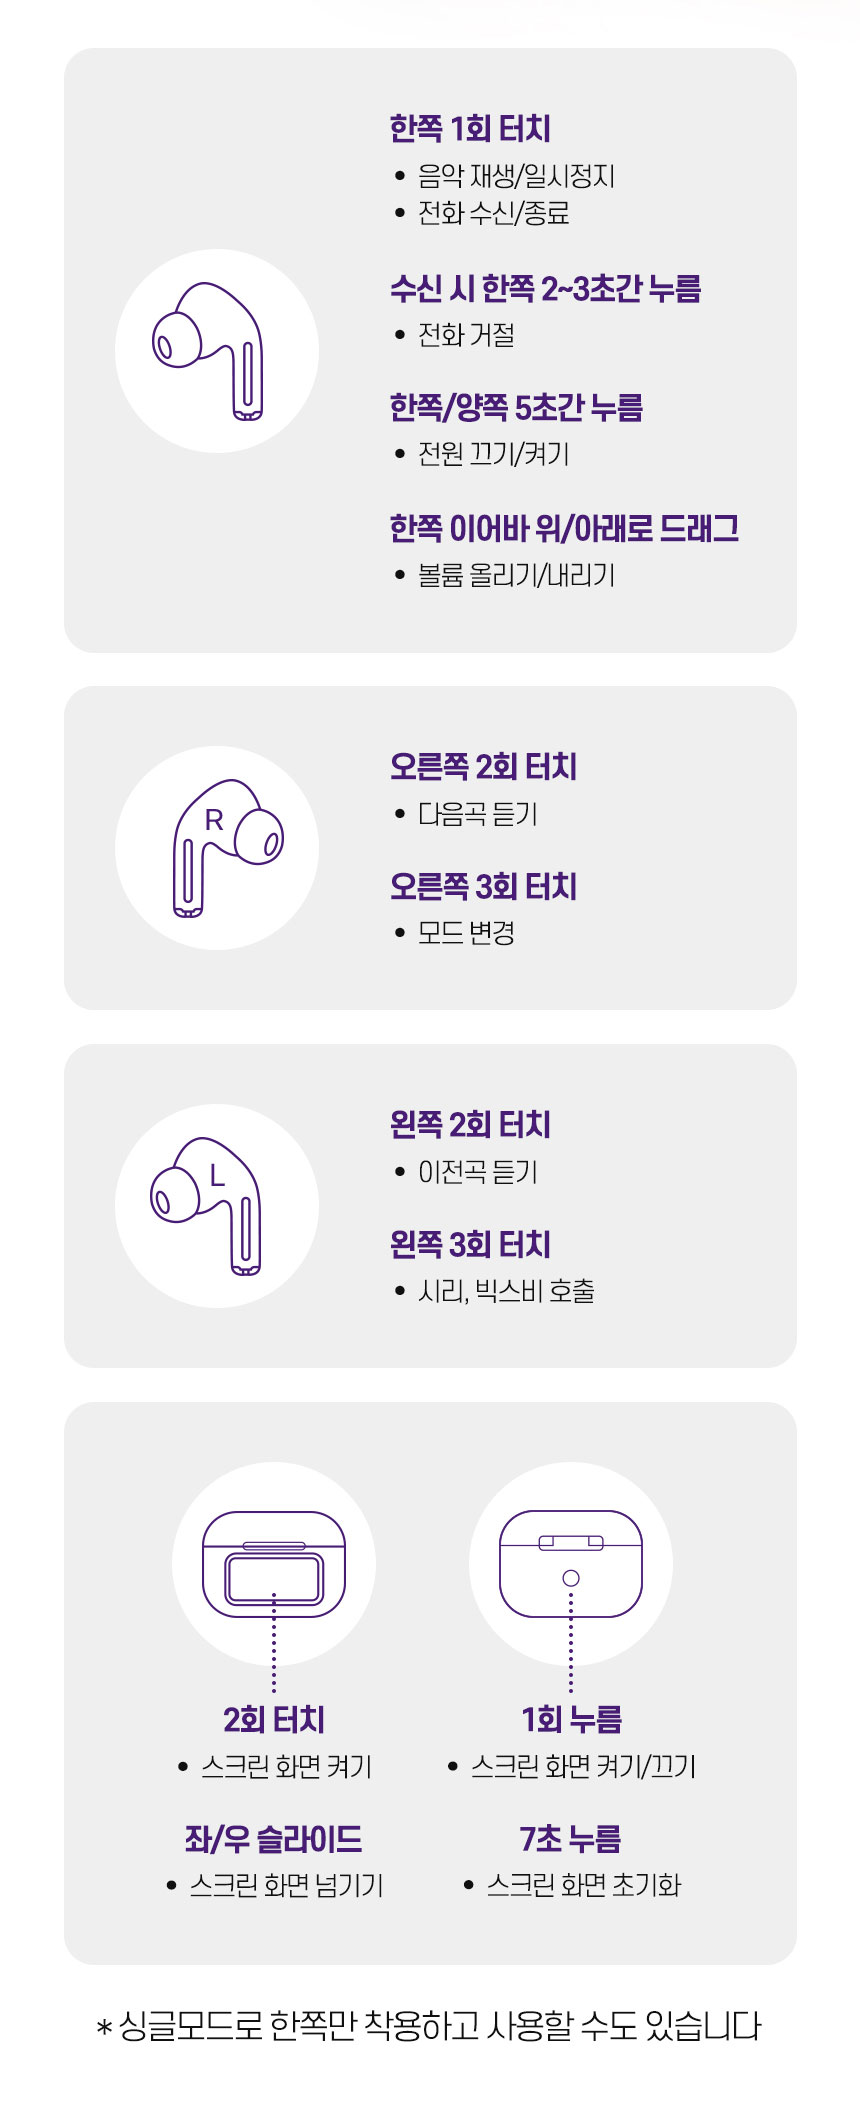 한쪽 1회 터치
• 음악 재생/일시정지
• 전화 수신/종료
수신 시 한쪽 2~3초간 누름
• 전화 거절
한쪽/양쪽 5초간 누름
• 전원 끄기/켜기
한쪽 이어바 위/아래로 드래그
• 볼륨 올리기/내리기
R
오른쪽 2회 터치
• 다음곡 듣기
오른쪽 3회 터치
• 모드 변경
L
왼쪽 2회 터치
• 이전곡 듣기
왼쪽 3회 터치
• 시리, 빅스비 호출
2회 터치
• 스크린 화면 켜기
좌/우 슬라이드
• 스크린 화면 넘기기
1회 누름
• 스크린 화면 켜기/끄기
7초 누름
• 스크린 화면 초기화
* 싱글모드로 한쪽만 착용하고 사용할 수도 있습니다